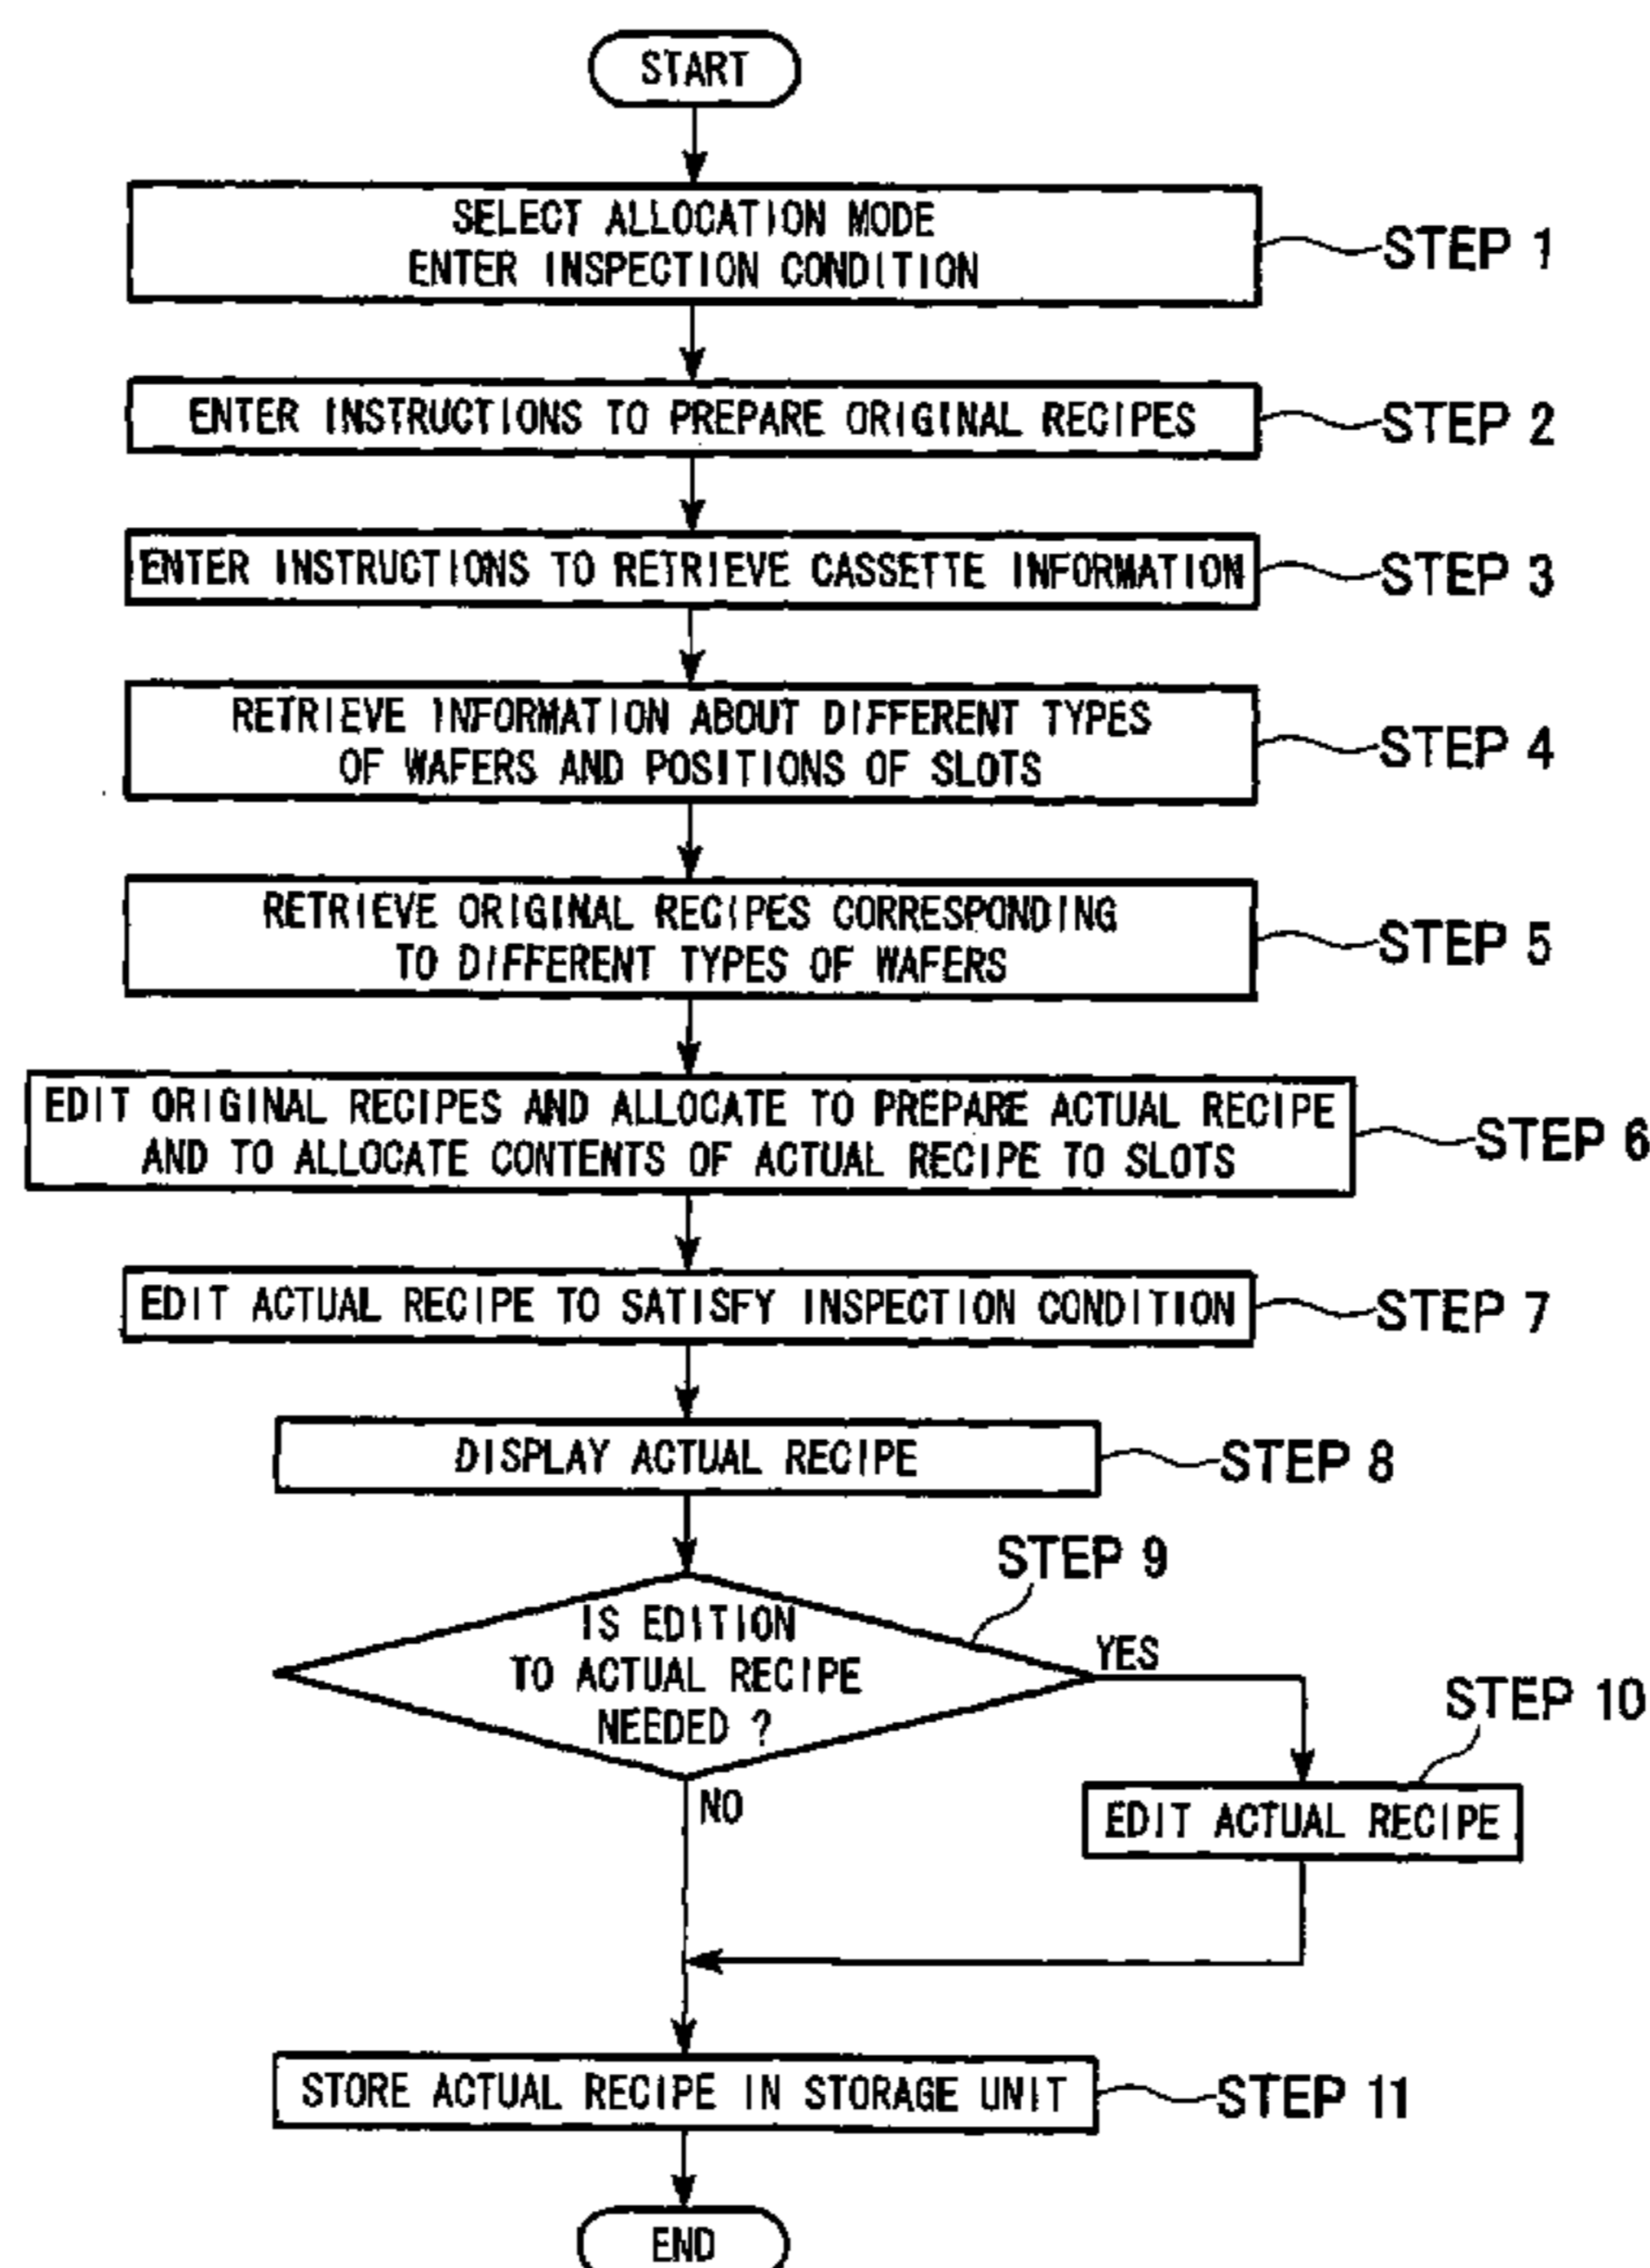 START
SELECT ALLOCATION MODE
ENTER INSPECTION CONDITION
STEP 1
ENTER INSTRUCTIONS TO PREPARE ORIGINAL RECIPES
STEP 2
ENTER INSTRUCTIONS TO RETRIEVE CASSETTE INFORMATION
STEP 3
RETRIEVE INFORMATION ABOUT DIFFERENT TYPES
OF WAFERS AND POSITIONS OF SLOTS
STEP 4
RETRIEVE ORIGINAL RECIPES CORRESPONDING
TO DIFFERENT TYPES OF WAFERS
STEP 5
EDIT ORIGINAL RECIPES AND ALLOCATE TO PREPARE ACTUAL RECIPE
AND TO ALLOCATE CONTENTS OF ACTUAL RECIPE TO SLOTS
STEP 6
EDIT ACTUAL RECIPE TO SATISFY INSPECTION CONDITION
STEP 7
DISPLAY ACTUAL RECIPE
STEP 8
STEP 9
IS EDITION
TO ACTUAL RECIPE
NEEDED ?
YES
STEP 10
EDIT ACTUAL RECIPE
NO
STORE ACTUAL RECIPE IN STORAGE UNIT
STEP 11
END